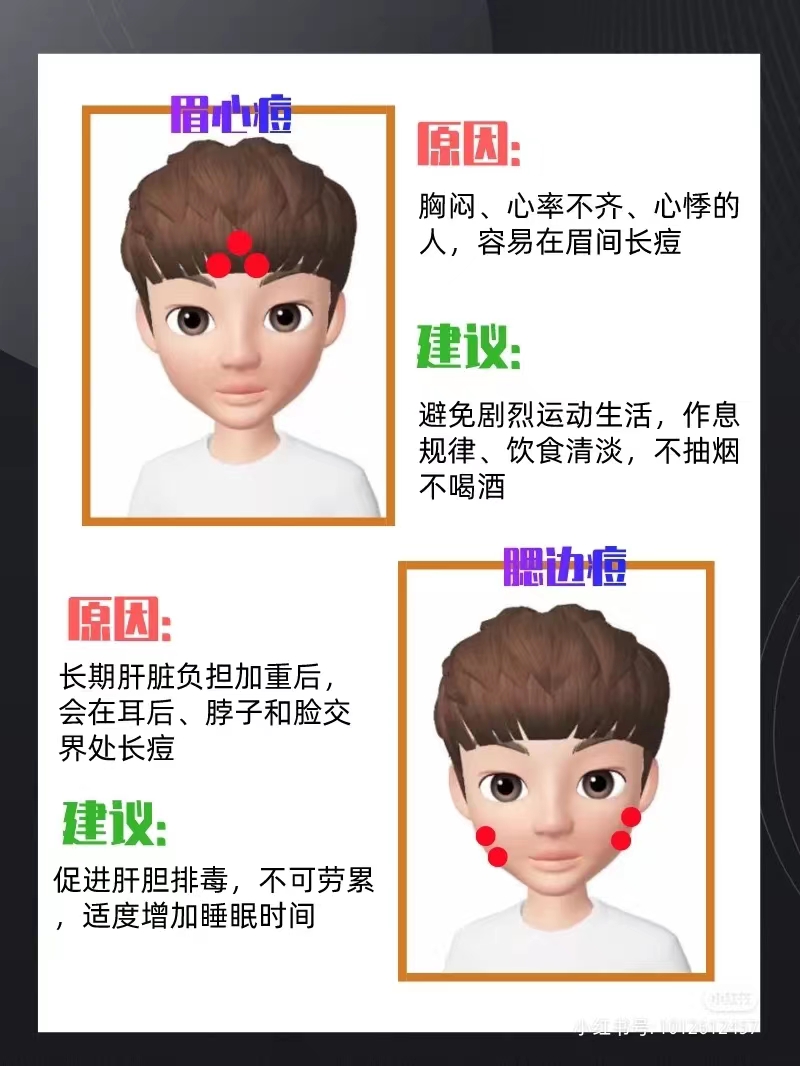 眉心痘
原因:
胸闷、心率不齐、心悸的
人，容易在眉间长痘
建议:
避免剧烈运动生活，作息
规律、饮食清淡，不抽烟
不喝酒
腮边痘
原因:
长期肝脏负担加重后，
会在耳后、脖子和脸交
界处长痘
建议:
促进肝胆排毒，不可劳累
，适度增加睡眠时间
小红书